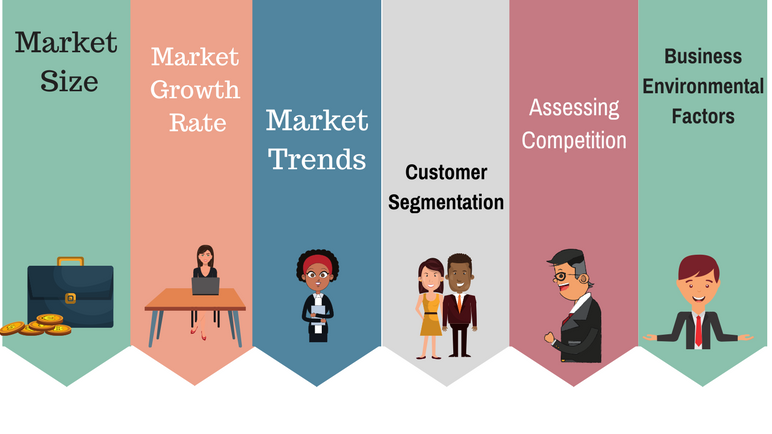 Market
Size
Market
Growth
Rate
Market
Trends
Customer
Segmentation
Assessing
Competition
Business
Environmental
Factors